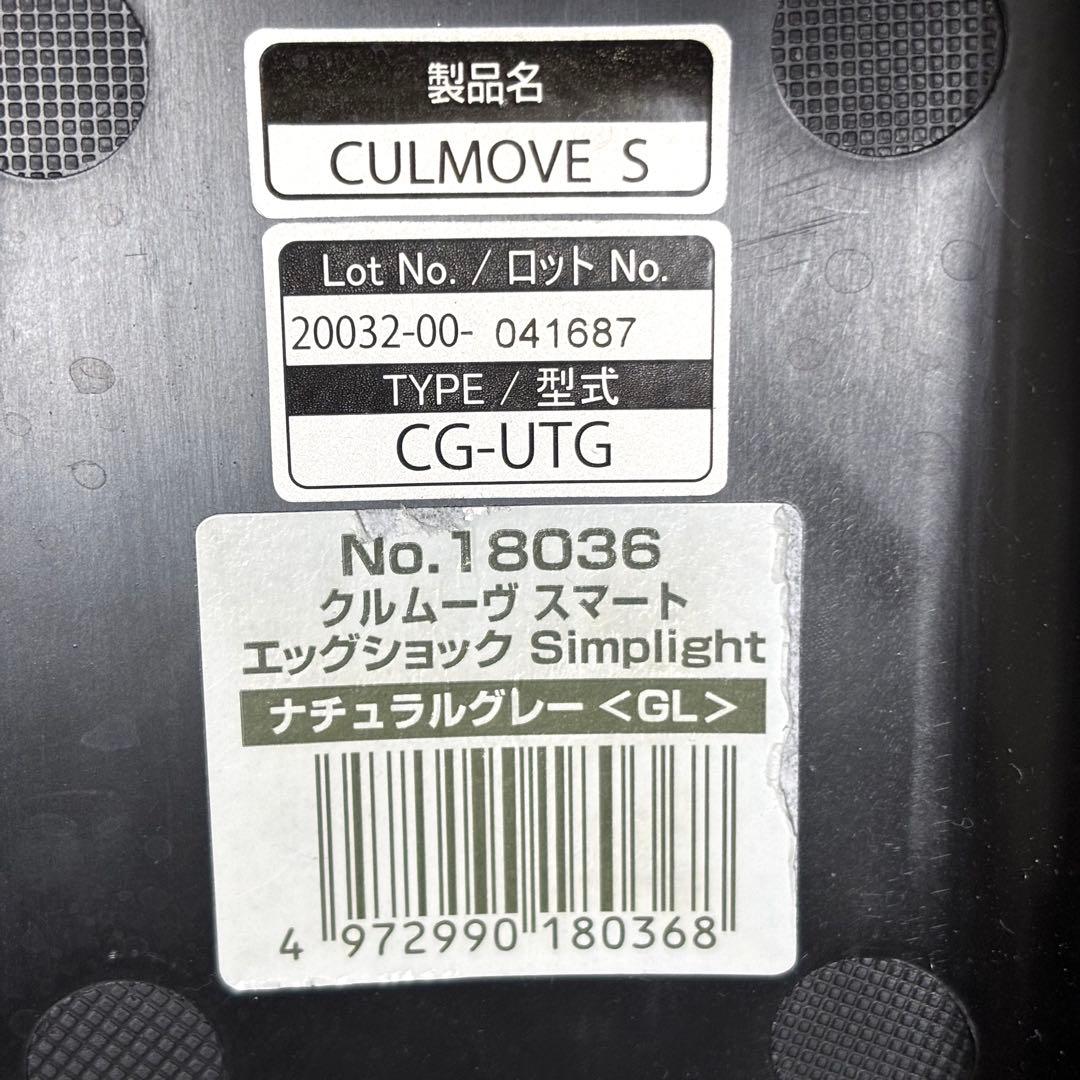 製品名
CULMOVE S
Lot No. / ロット No.
20032-00- 041687
TYPE / 型式
CG-UTG
No.18036
クルムーヴ スマート
エッグショック Simplight
ナチュラルグレー <GL>
4 972990 180368